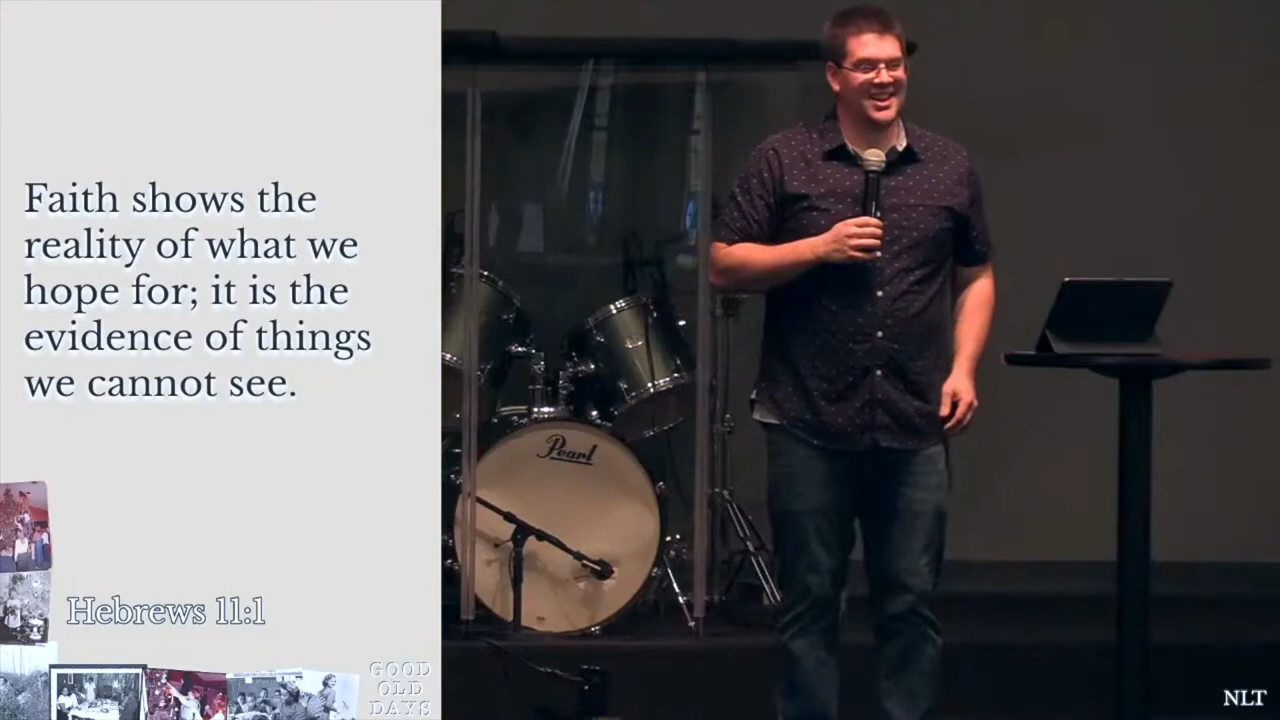 Faith shows the
reality of what we
hope for; it is the
evidence of things
we cannot see.
Hebrews 11:1
GOOD
OLD
DAYS
Pearl
NLT